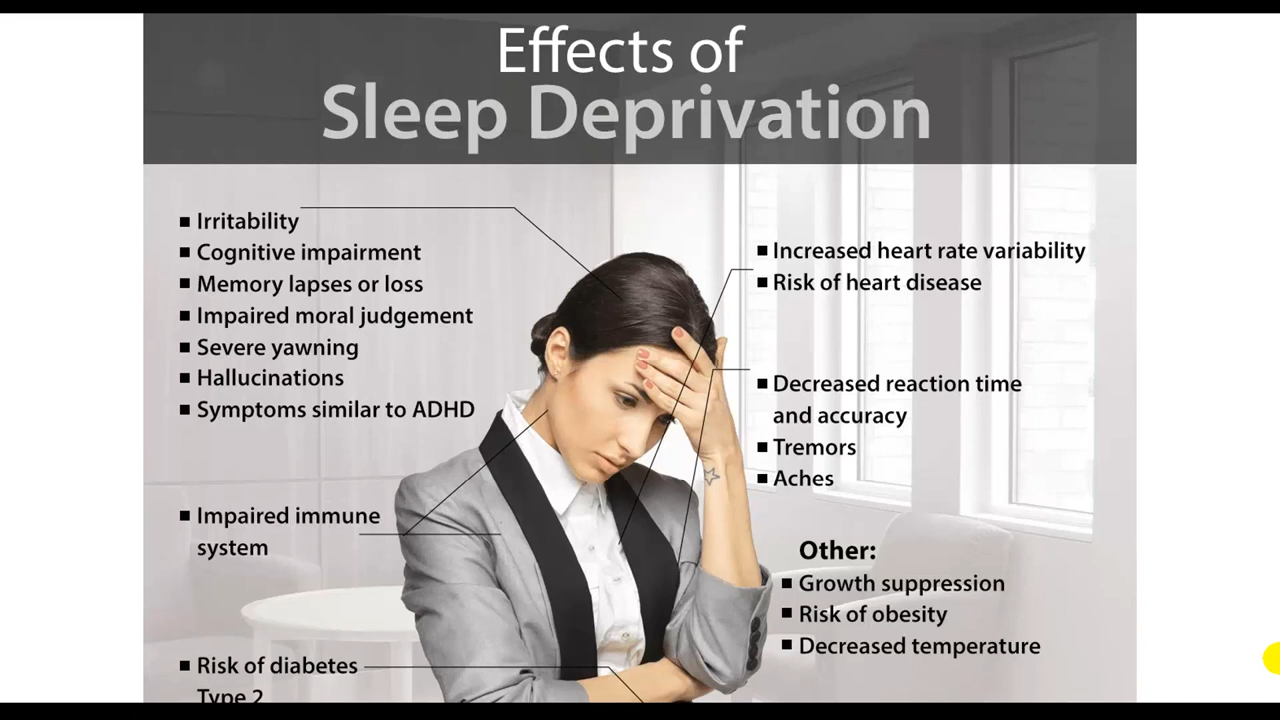 Effects of
Sleep Deprivation
Irritability
Cognitive impairment
Memory lapses or loss
Impaired moral judgement
Severe yawning
Hallucinations
Symptoms similar to ADHD
Impaired immune
system
Risk of diabetes
Type 2
Increased heart rate variability
Risk of heart disease
Decreased reaction time
and accuracy
Tremors
Aches
Other:
Growth suppression
Risk of obesity
Decreased temperature